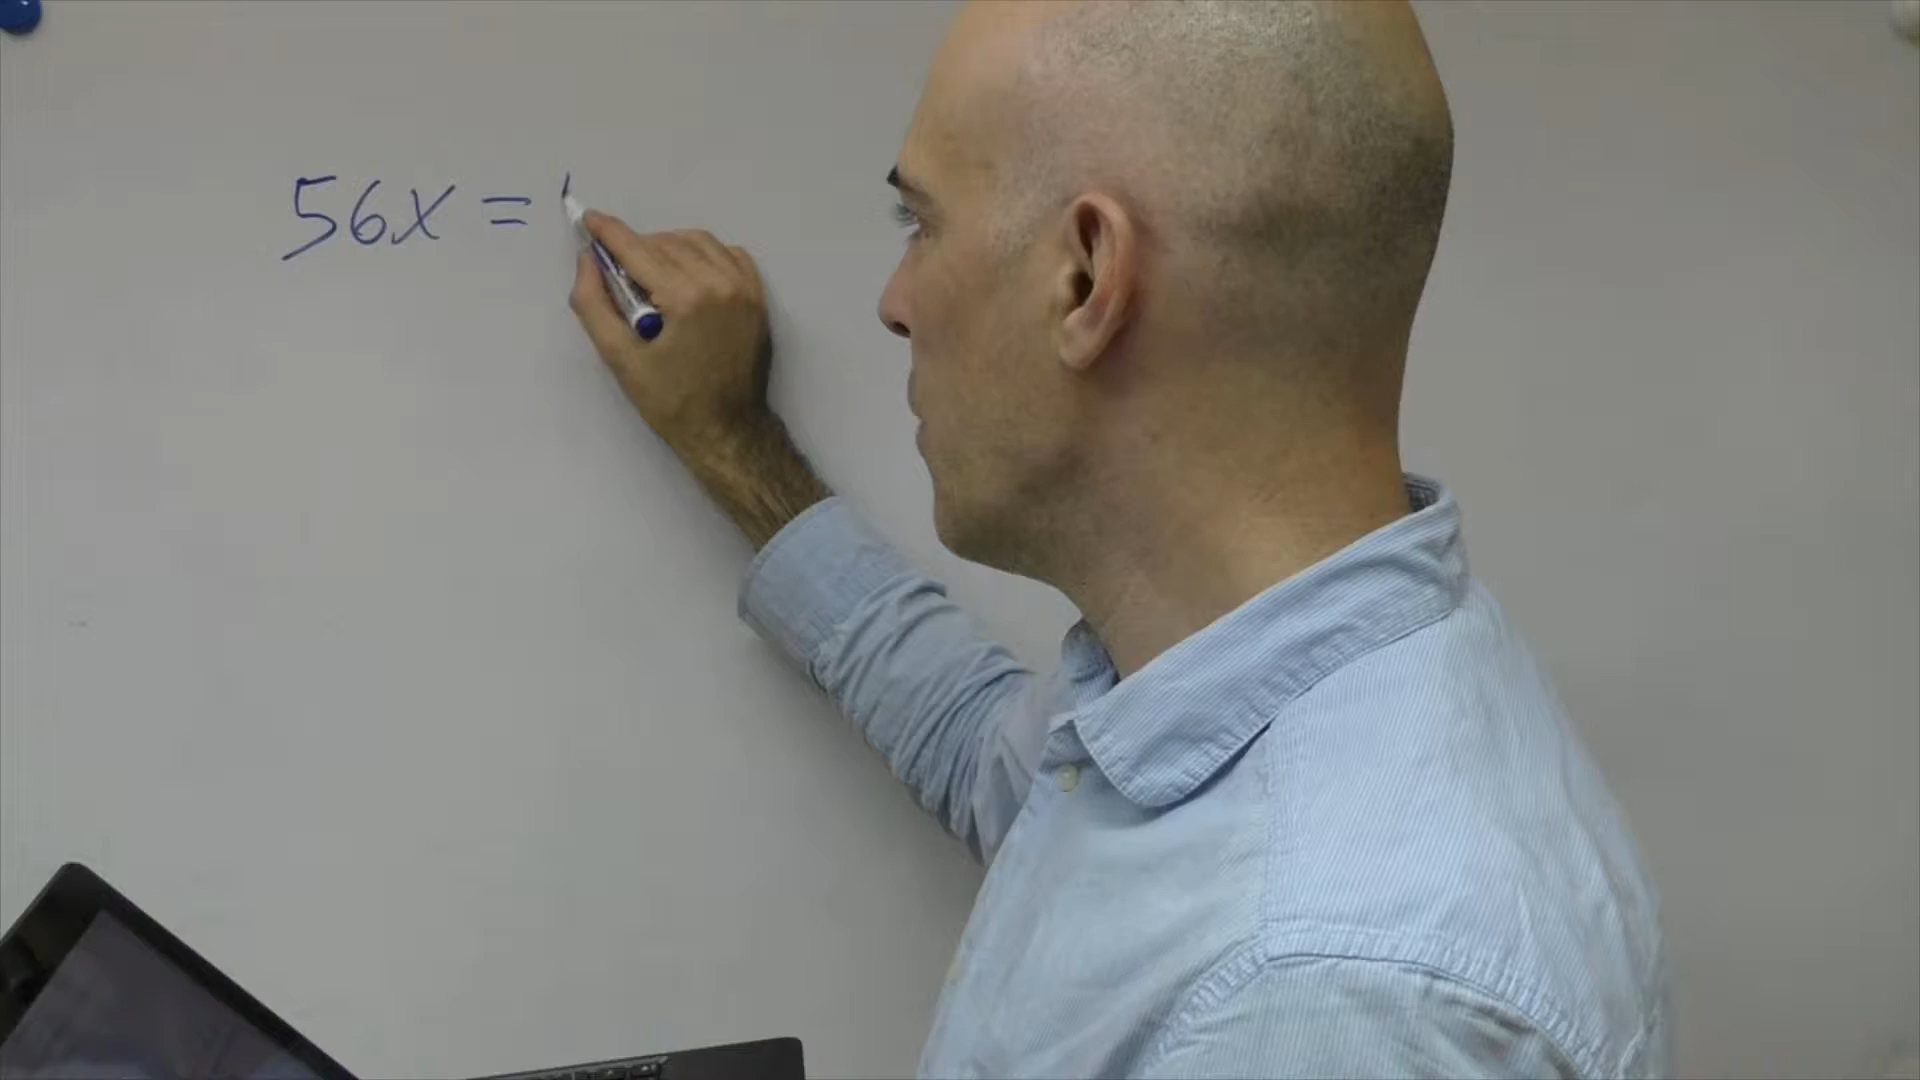 56x =